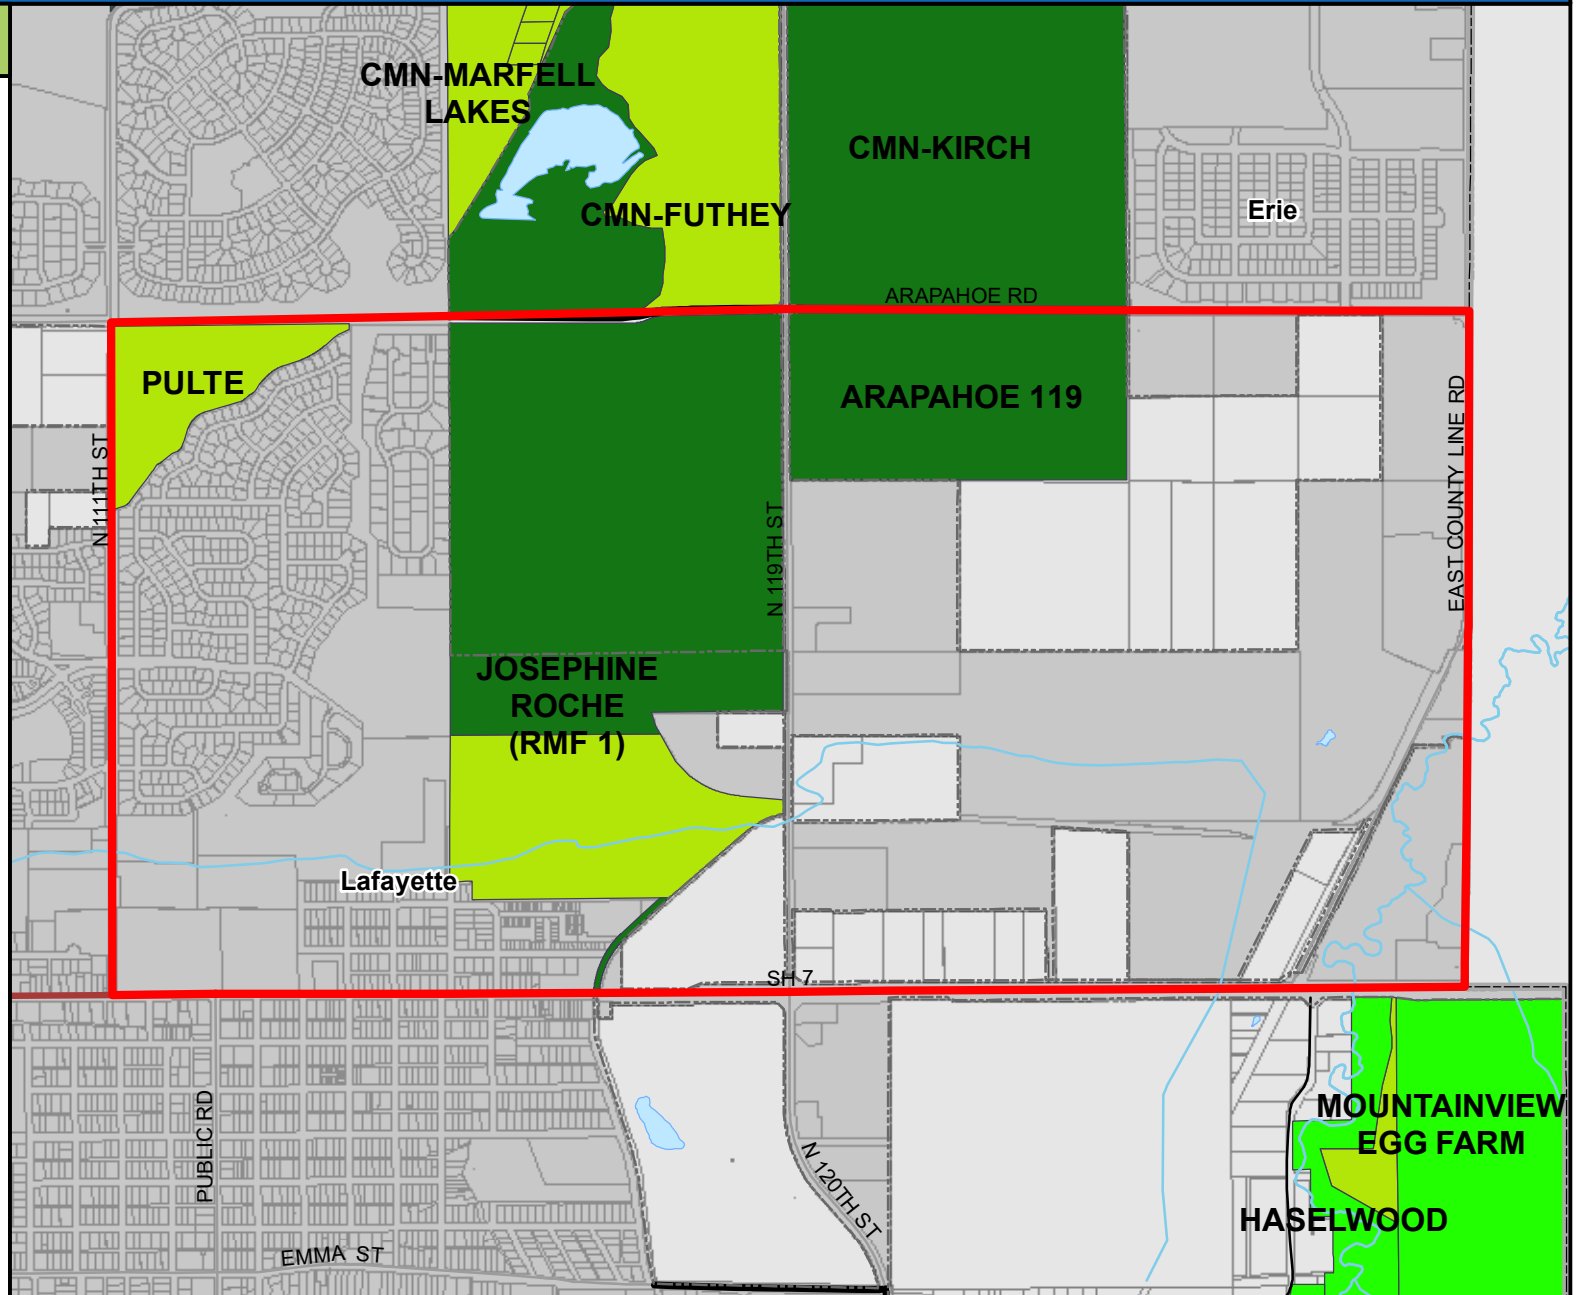 CMN-MARFELL
LAKES
CMN-KIRCH
CMN-FUTHEY
Erie
ARAPAHOE RD
PULTE
ARAPAHOE 119
N 111TH ST
N 119TH ST
EAST COUNTY LINE RD
JOSEPHINE
ROCHE
(RMF 1)
Lafayette
SH 7
MOUNTAINVIEW
EGG FARM
PUBLIC RD
N 120TH ST
HASELWOOD
EMMA ST